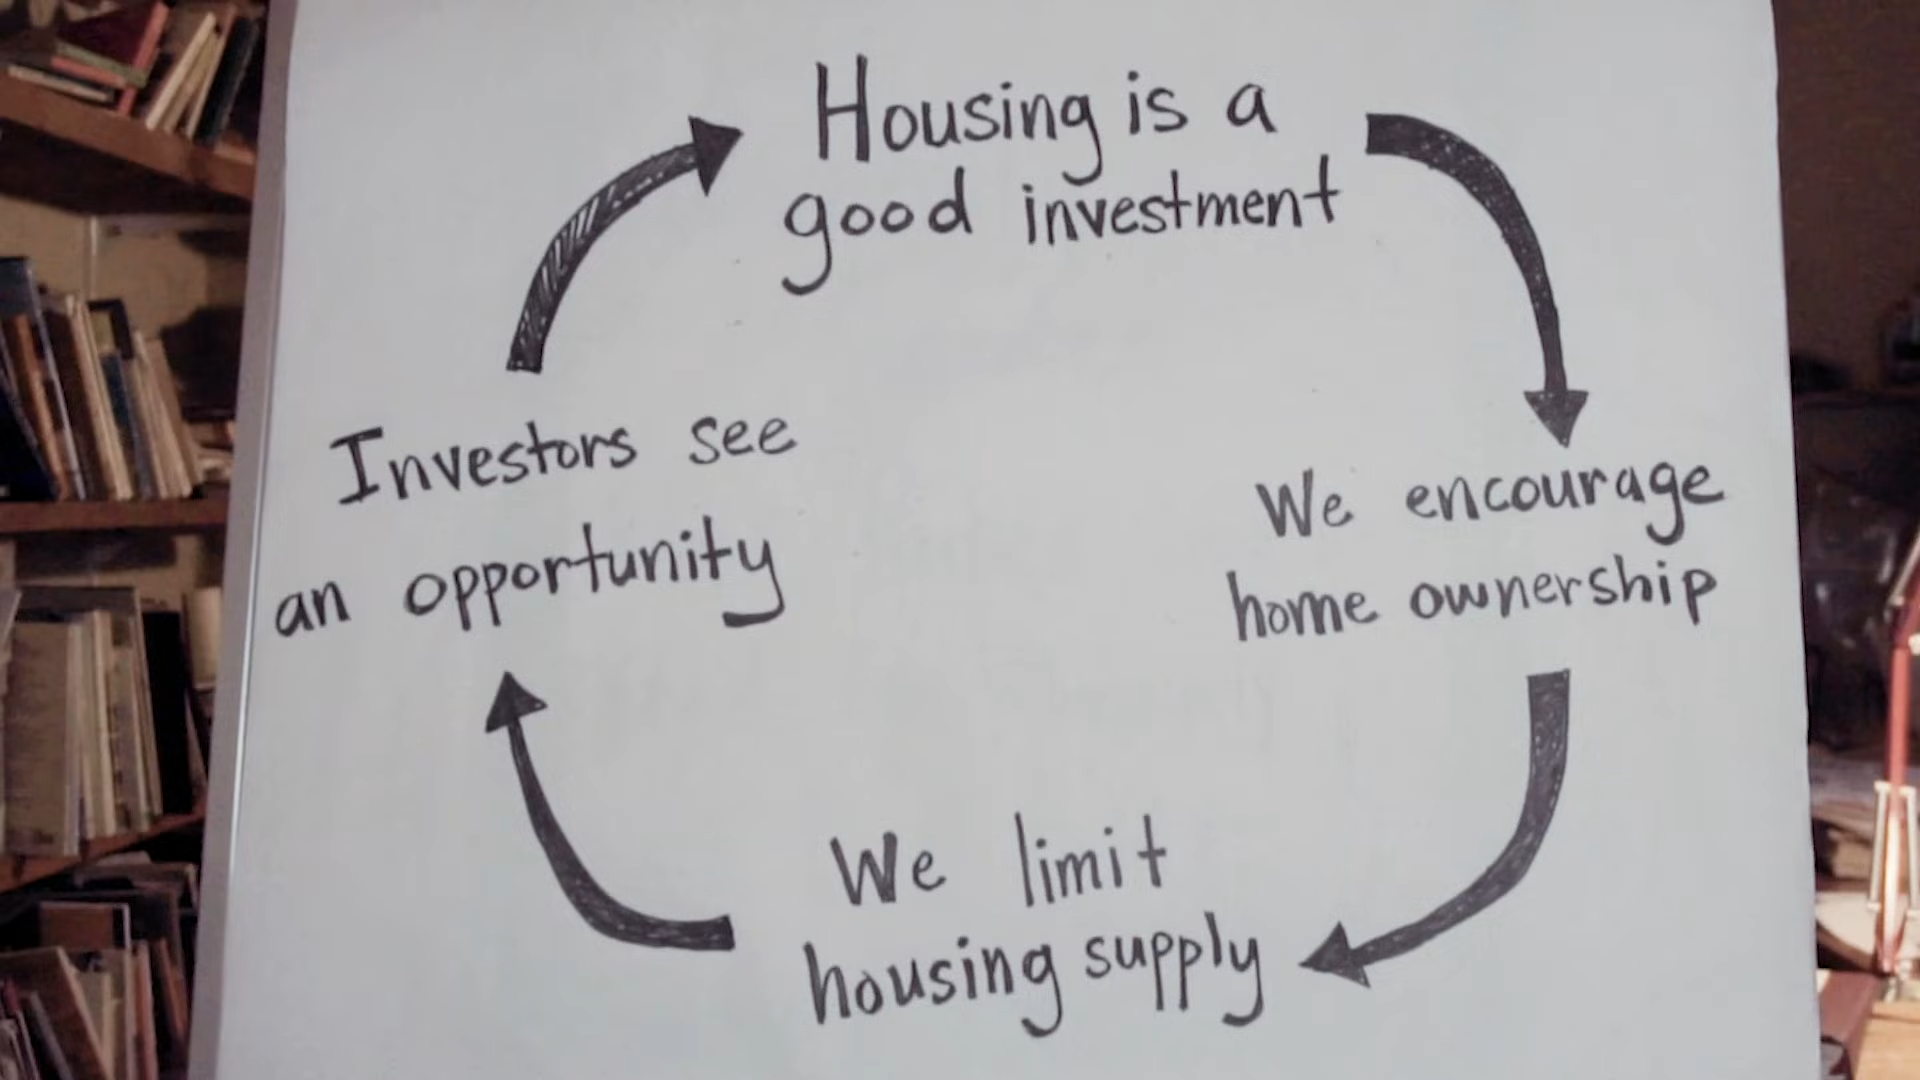 Housing is a
good investment
We encourage
home ownership
We limit
housing supply
Investors see
an opportunity